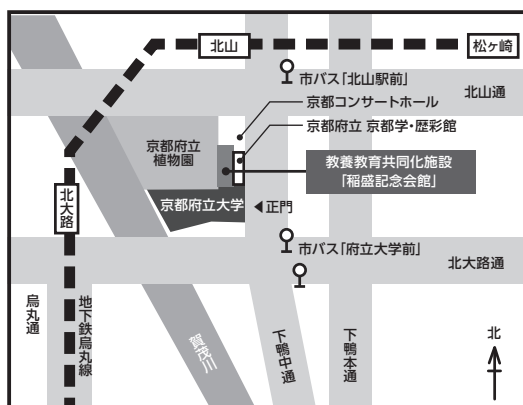 北山
松ヶ崎
市バス「北山駅前」
北山通
京都コンサートホール
京都府立 京都学・歴彩館
京都府立
植物園
教養教育共同化施設
「稲盛記念会館」
北大路
京都府立大学
◀正門
市バス「府立大学前」
北大路通
烏丸通
地下鉄烏丸線
賀茂川
下鴨中通
下鴨本通
北